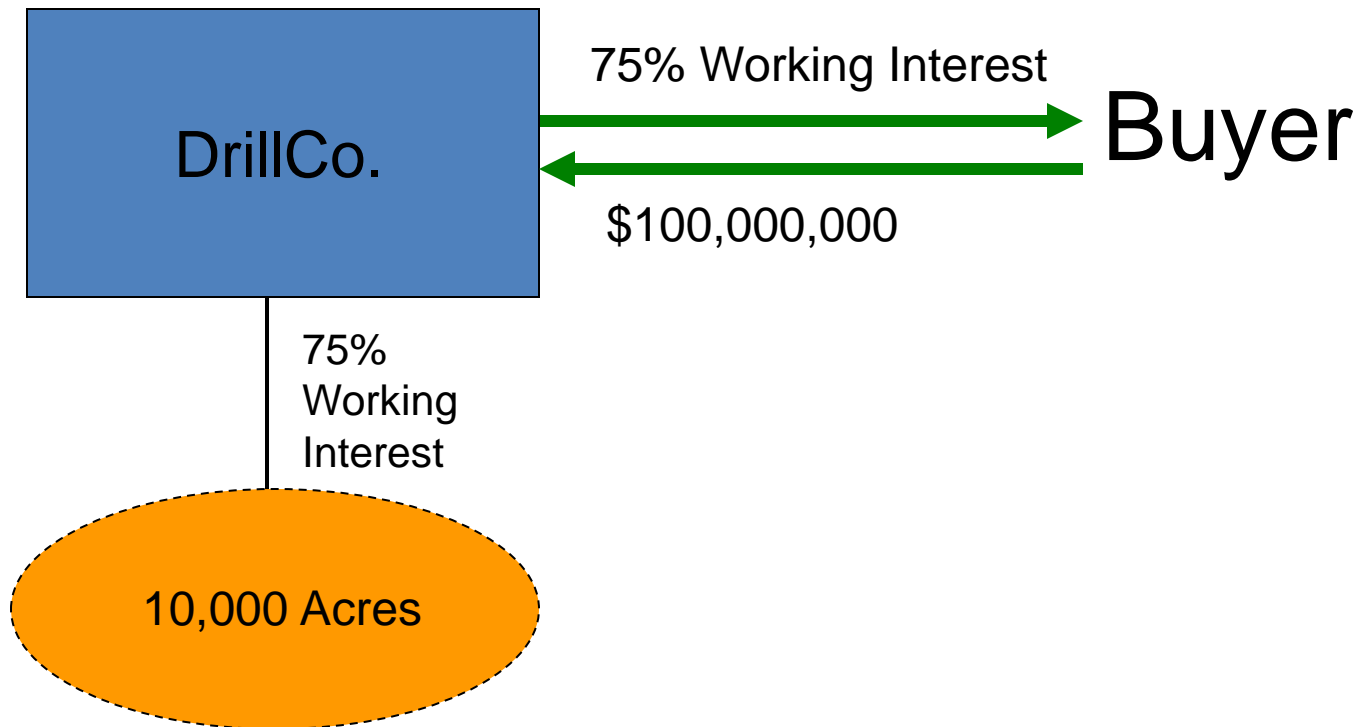 75% Working Interest
DrillCo.
Buyer
$100,000,000
75%
Working
Interest
10,000 Acres